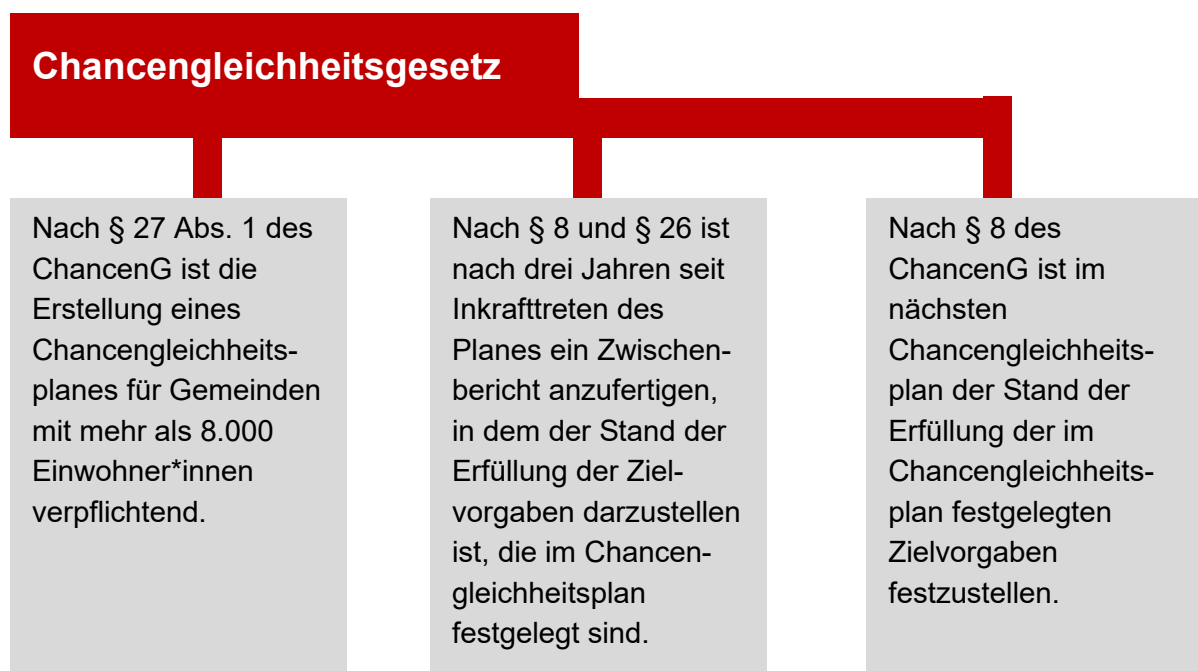 Chancengleichheitsgesetz
Nach § 27 Abs. 1 des
ChancenG ist die
Erstellung eines
Chancengleichheits-
planes für Gemeinden
mit mehr als 8.000
Einwohner*innen
verpflichtend.
Nach § 8 und § 26 ist
nach drei Jahren seit
Inkrafttreten des
Planes ein Zwischen-
bericht anzufertigen,
in dem der Stand der
Erfüllung der Ziel-
vorgaben darzustellen
ist, die im Chancen-
gleichheitsplan
festgelegt sind.
Nach § 8 des
ChancenG ist im
nächsten
Chancengleichheits-
plan der Stand der
Erfüllung der im
Chancengleichheits-
plan festgelegten
Zielvorgaben
festzustellen.